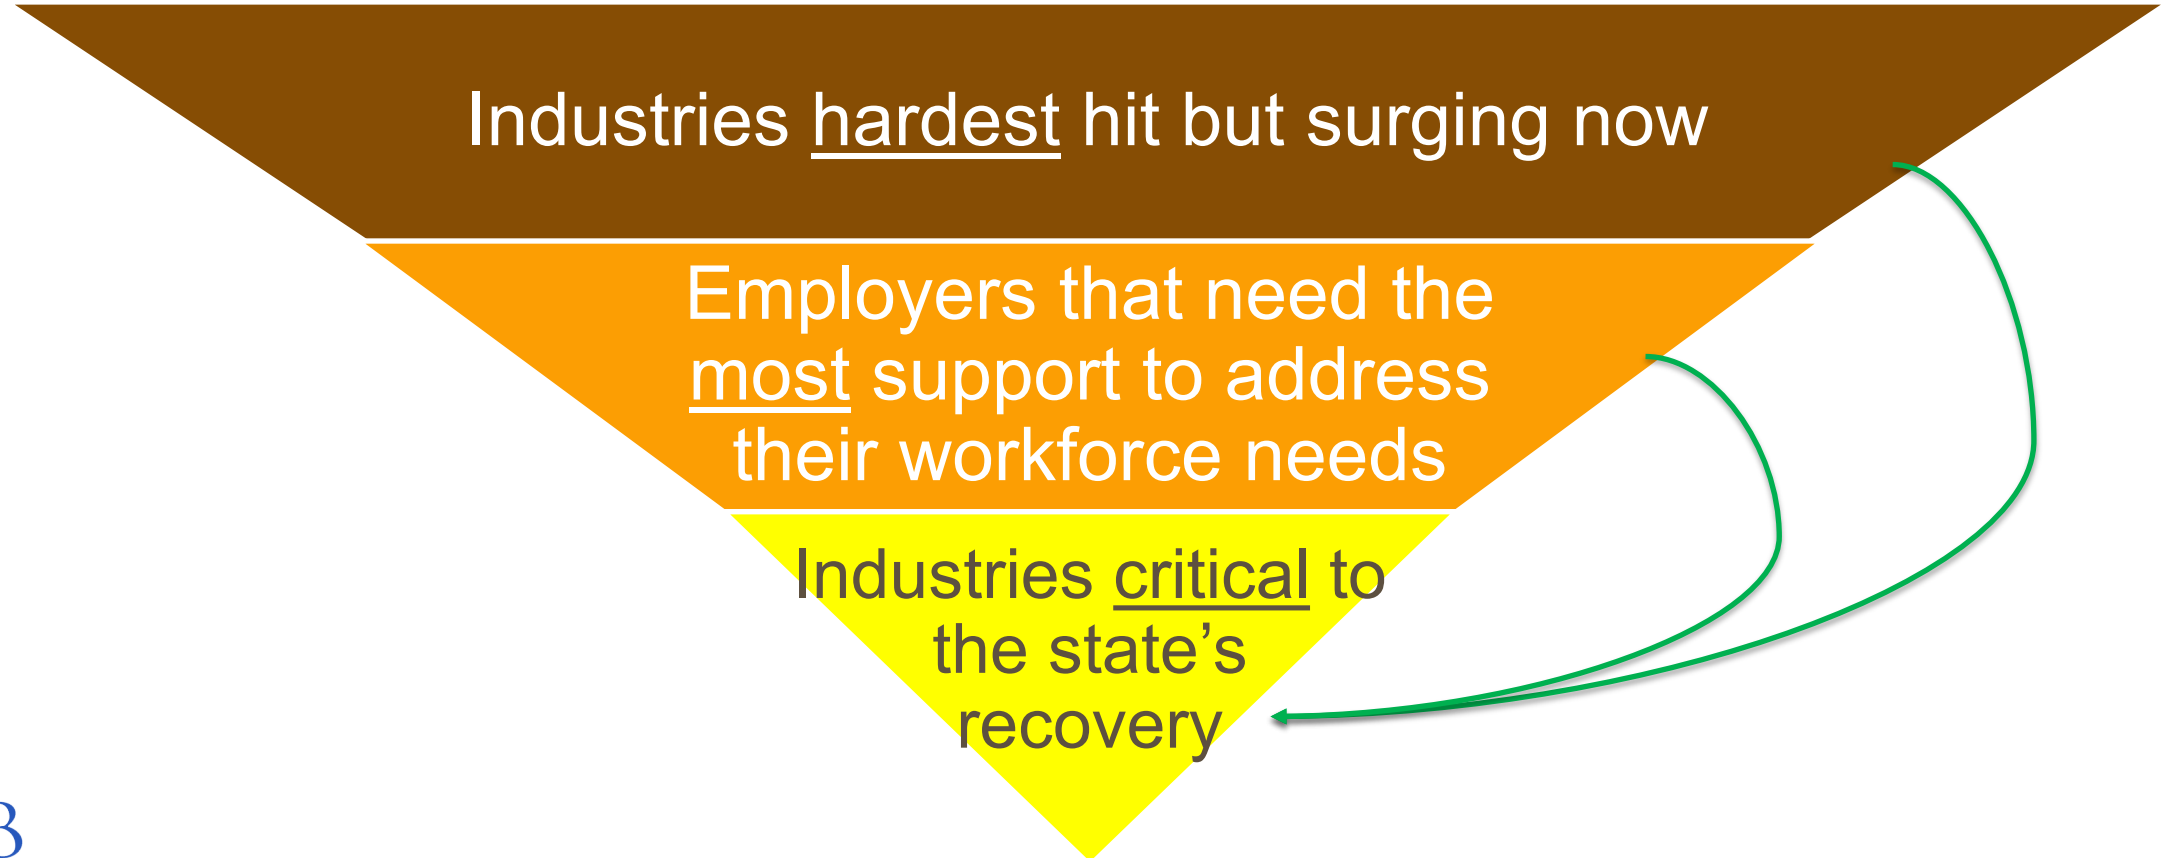 Industries hardest hit but surging now
Employers that need the
most support to address
their workforce needs
Industries critical to
the state’s
recovery